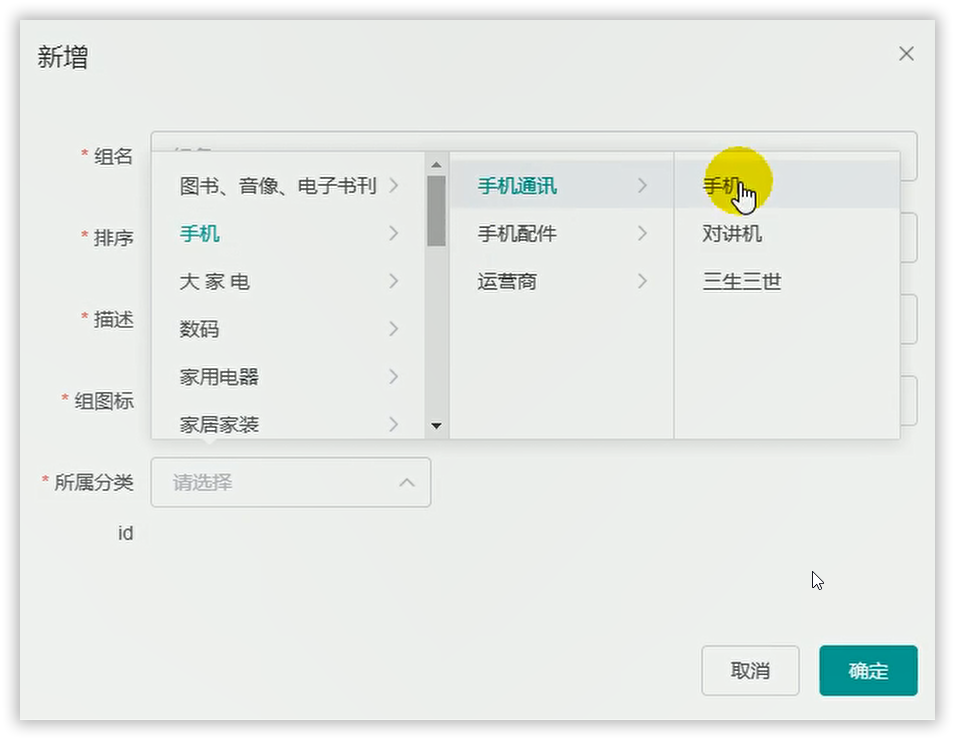 新增
* 组名
图书、音像、电子书刊
手机
大 家 电
数码
家用电器
家居家装
手机通讯
手机配件
运营商
手机
对讲机
三生三世
* 排序
* 描述
* 组图标
* 所属分类 请选择
id
取消 确定